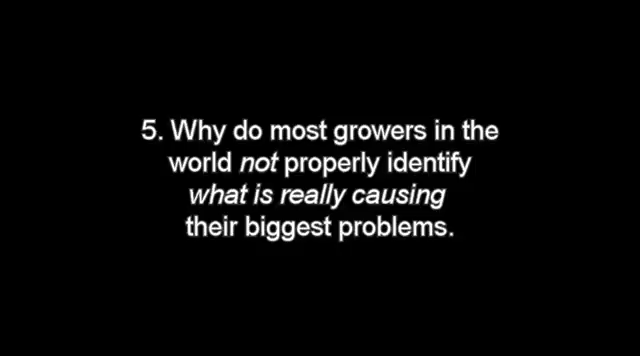 5. Why do most growers in the
world not properly identify
what is really causing
their biggest problems.